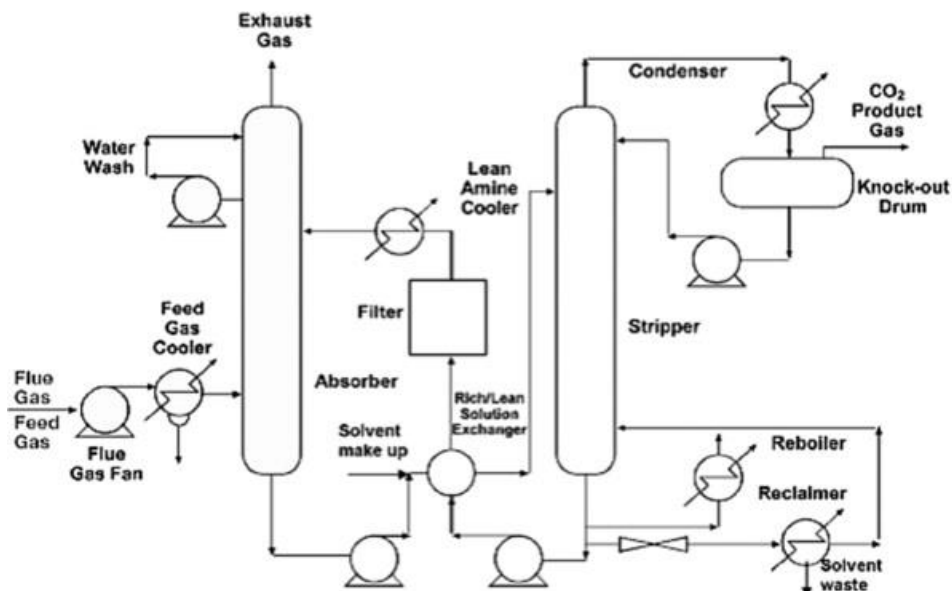 Exhaust
Gas
Condenser
CO₂
Product
Gas
Water
Wash
Lean
Amine
Cooler
Knock-out
Drum
Feed
Gas
Cooler
Filter
Stripper
Flue
Gas
Absorber
Feed
Gas
Flue
Gas Fan
Rich/Lean
Solution
Exchanger
Solvent
make up
Reboiler
Reclaimer
Solvent
waste